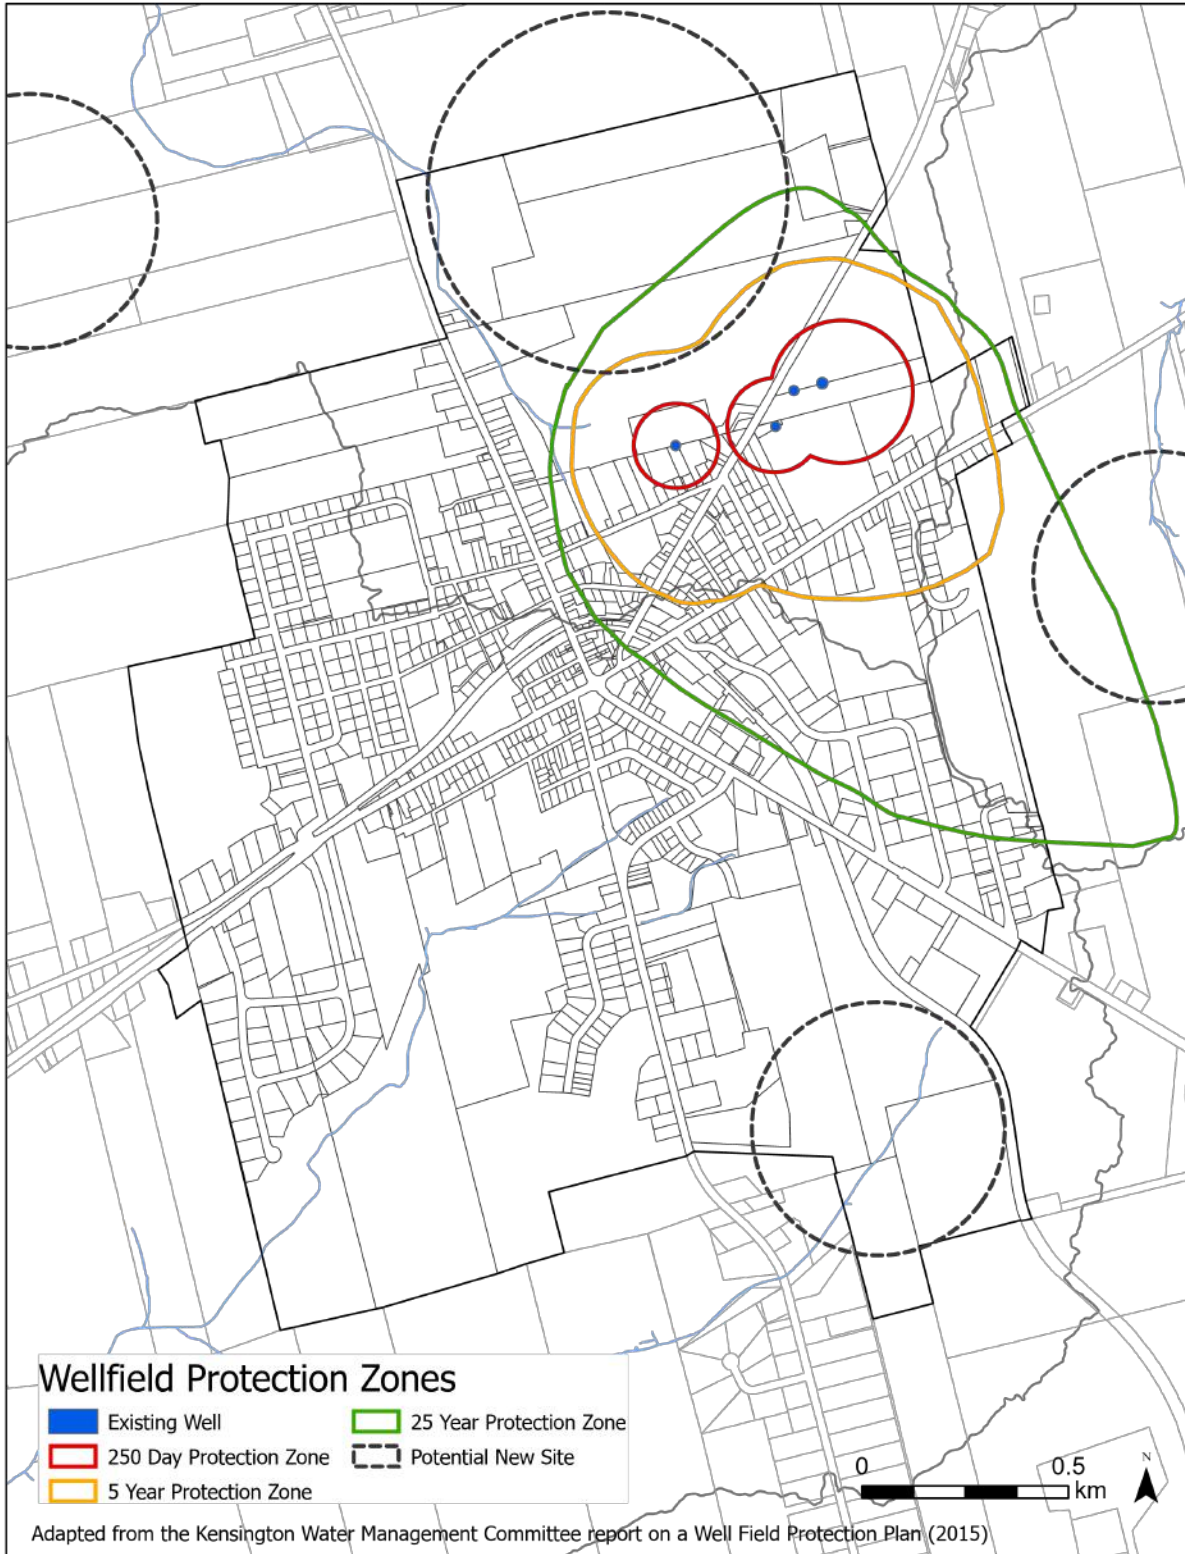 Wellfield Protection Zones
Existing Well
250 Day Protection Zone
5 Year Protection Zone
25 Year Protection Zone
Potential New Site
0 0.5
km
N
Adapted from the Kensington Water Management Committee report on a Well Field Protection Plan (2015)